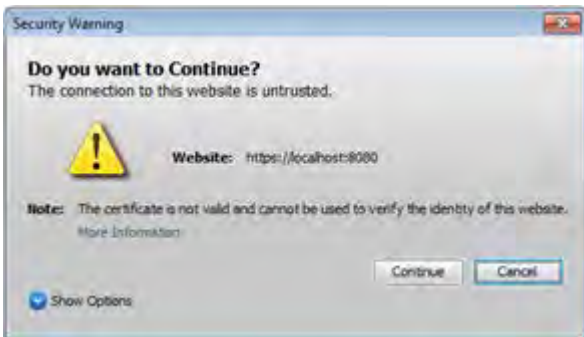 Security Warning
Do you want to Continue?
The connection to this website is untrusted.
Website: https://localhost:8080
Note: The certificate is not valid and cannot be used to verify the identity of this website.
More Information
Continue Cancel
Show Options